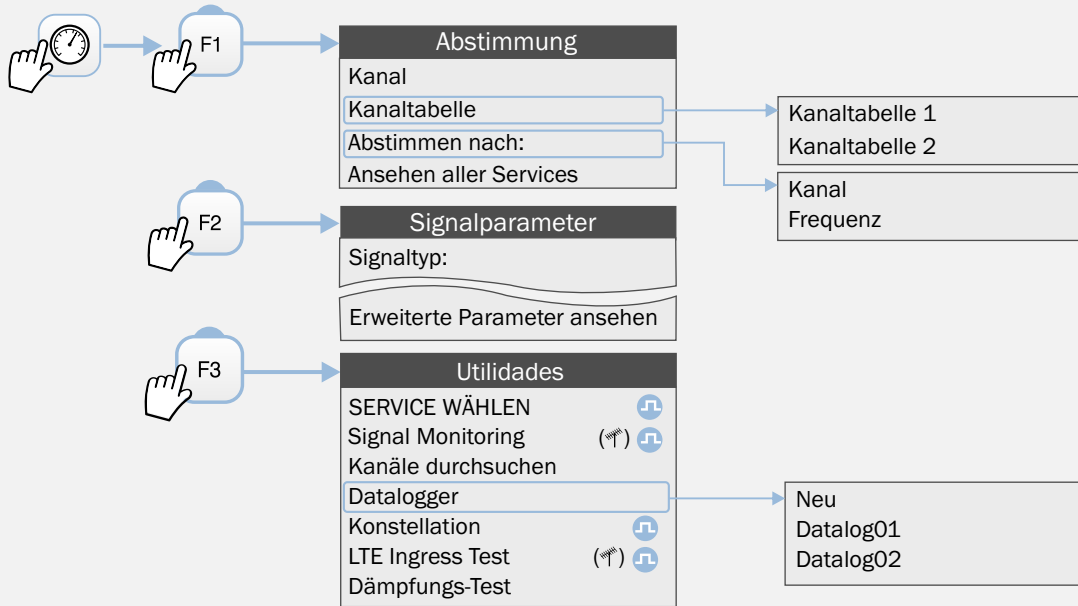 F1
Abstimmung
Kanal
Kanaltabelle
Abstimmen nach:
Ansehen aller Services
Kanaltabelle 1
Kanaltabelle 2
Kanal
Frequenz
F2
Signalparameter
Signaltyp:
Erweiterte Parameter ansehen
F3
Utilidades
SERVICE WÄHLEN
Signal Monitoring
Kanäle durchsuchen
Datalogger
Konstellation
LTE Ingress Test
Dämpfungs-Test
Neu
Datalog01
Datalog02